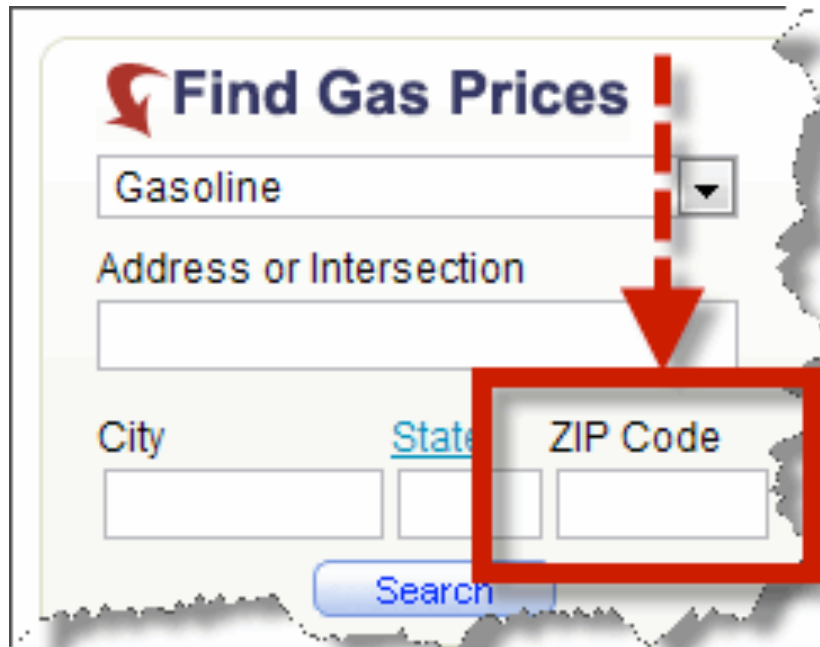 Find Gas Prices
Gasoline
Address or Intersection
City State ZIP Code
Search